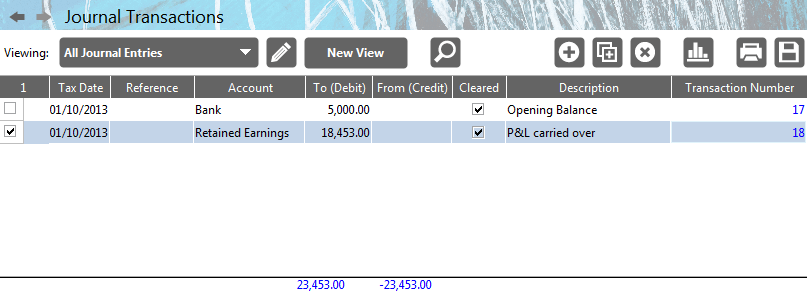 Journal Transactions
Viewing: All Journal Entries New View
1 Tax Date Reference Account To (Debit) From (Credit) Cleared Description Transaction Number
01/10/2013 Bank 5,000.00 Opening Balance 17
01/10/2013 Retained Earnings 18,453.00 P&L carried over 18
23,453.00 -23,453.00